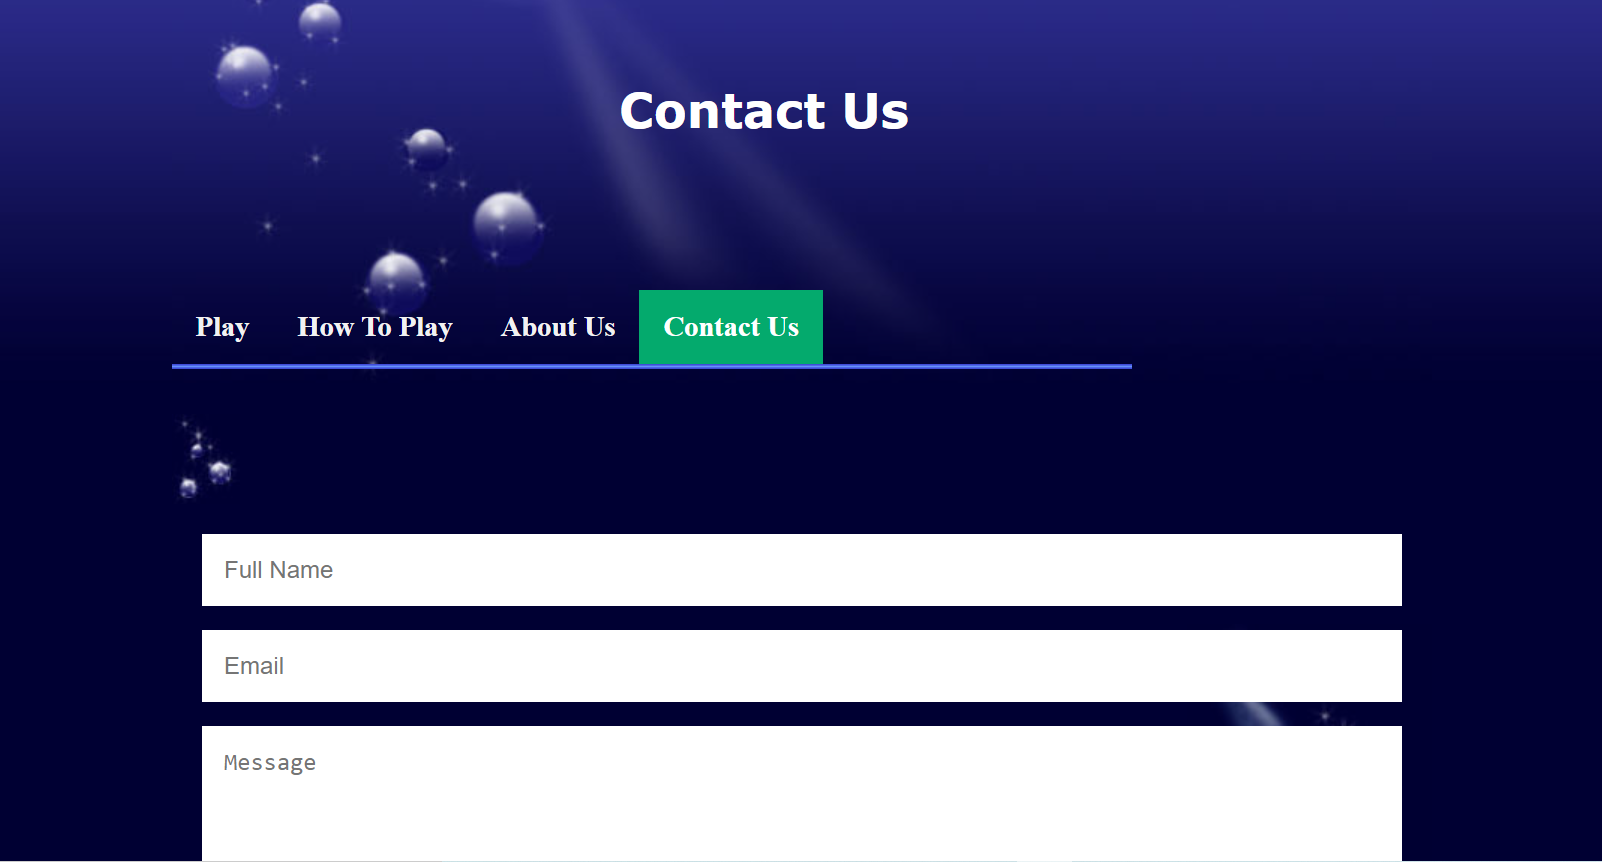 Contact Us
Play How To Play About Us Contact Us
Full Name
Email
Message